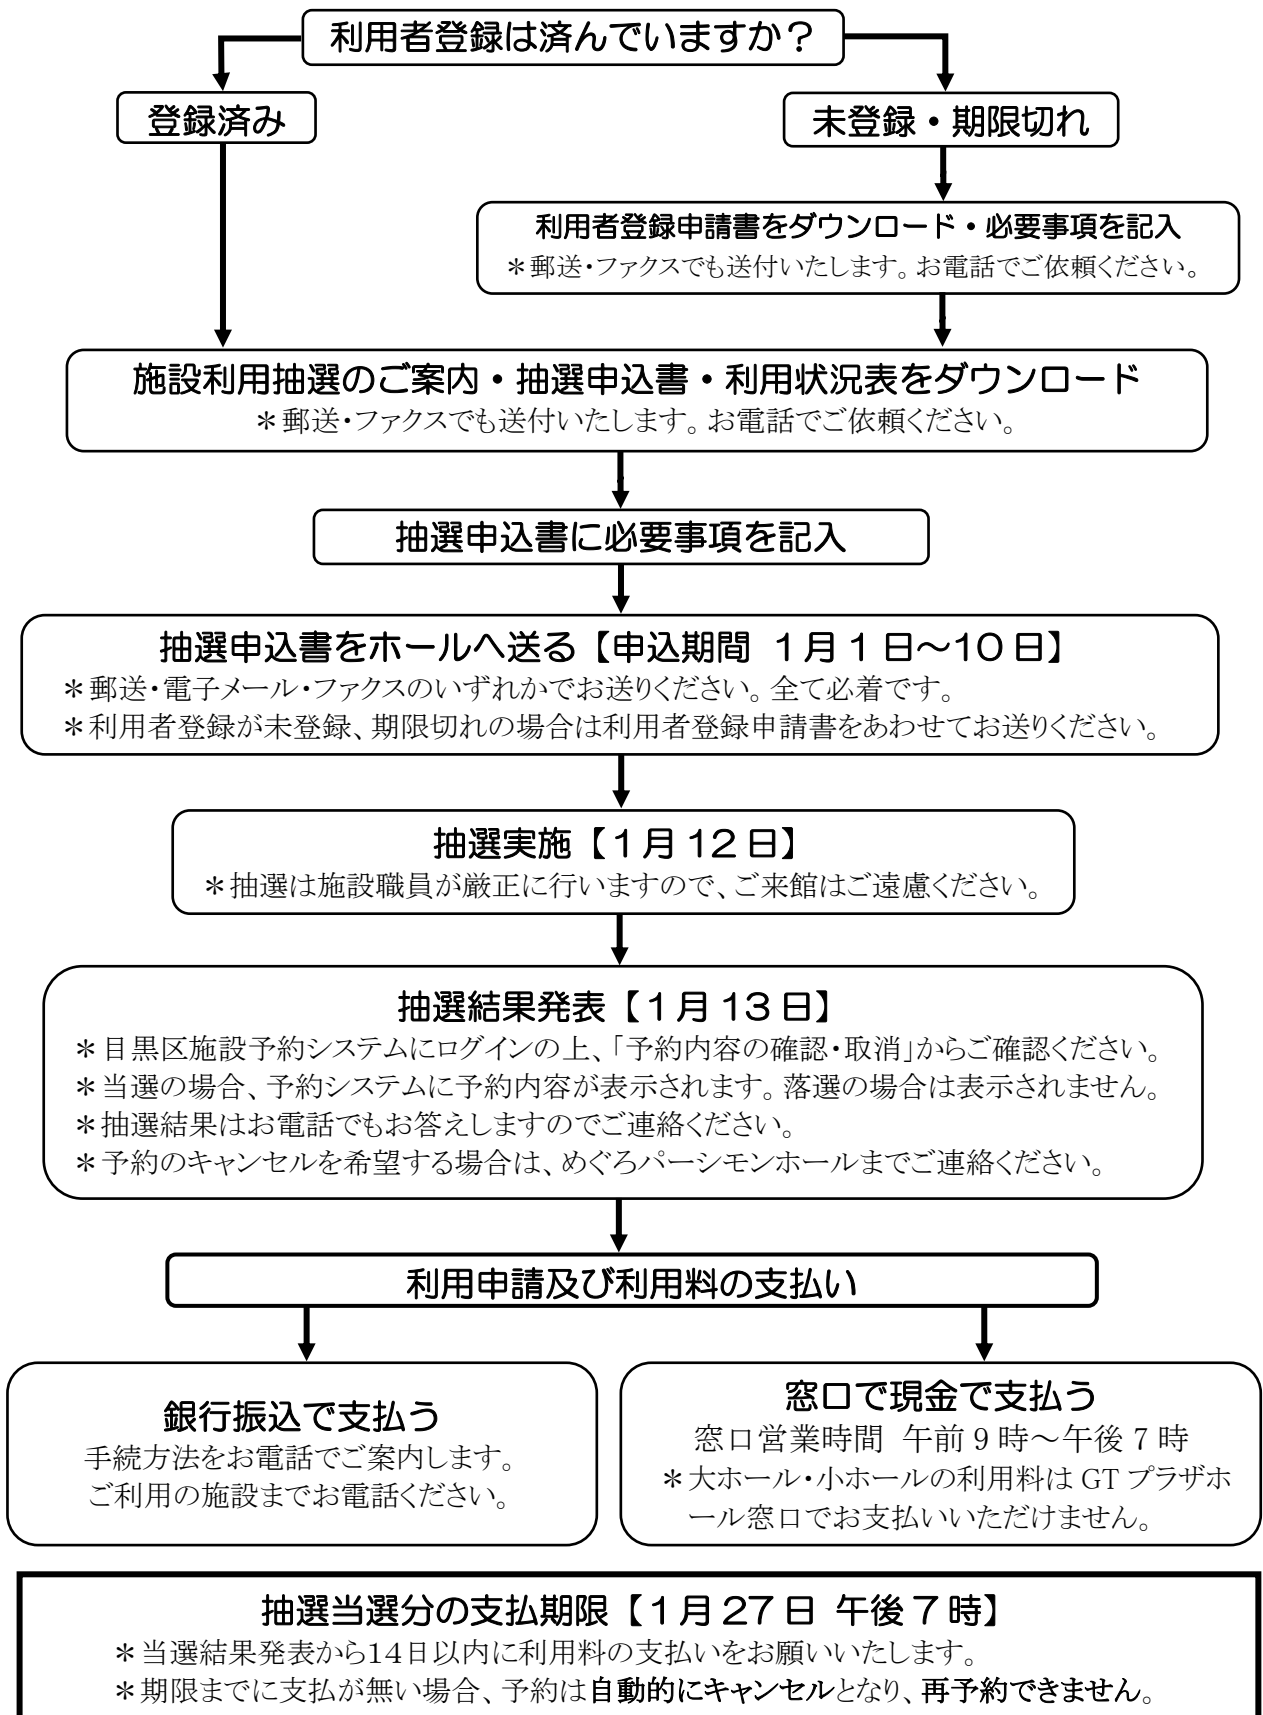 利用者登録は済んでいますか？
登録済み
未登録・期限切れ
利用者登録申請書をダウンロード・必要事項を記入
＊郵送・ファクスでも送付いたします。お電話でご依頼ください。
施設利用抽選のご案内・抽選申込書・利用状況表をダウンロード
＊郵送・ファクスでも送付いたします。お電話でご依頼ください。
抽選申込書に必要事項を記入
抽選申込書をホールへ送る【申込期間 １月１日～10日】
＊郵送・電子メール・ファクスのいずれかでお送りください。全て必着です。
＊利用者登録が未登録、期限切れの場合は利用者登録申請書をあわせてお送りください。
抽選実施【１月12日】
＊抽選は施設職員が厳正に行いますので、ご来館はご遠慮ください。
抽選結果発表【１月13日】
＊目黒区施設予約システムにログインの上、「予約内容の確認・取消」からご確認ください。
＊当選の場合、予約システムに予約内容が表示されます。落選の場合は表示されません。
＊抽選結果はお電話でもお答えしますのでご連絡ください。
＊予約のキャンセルを希望する場合は、めぐろパーシモンホールまでご連絡ください。
利用申請及び利用料の支払い
銀行振込で支払う
手続方法をお電話でご案内します。
ご利用の施設までお電話ください。
窓口で現金で支払う
窓口営業時間 午前９時～午後７時
＊大ホール・小ホールの利用料は GT プラザホ
ール窓口でお支払いいただけません。
抽選当選分の支払期限【１月27日 午後７時】
＊当選結果発表から14日以内に利用料の支払いをお願いいたします。
＊期限までに支払が無い場合、予約は自動的にキャンセルとなり、再予約できません。